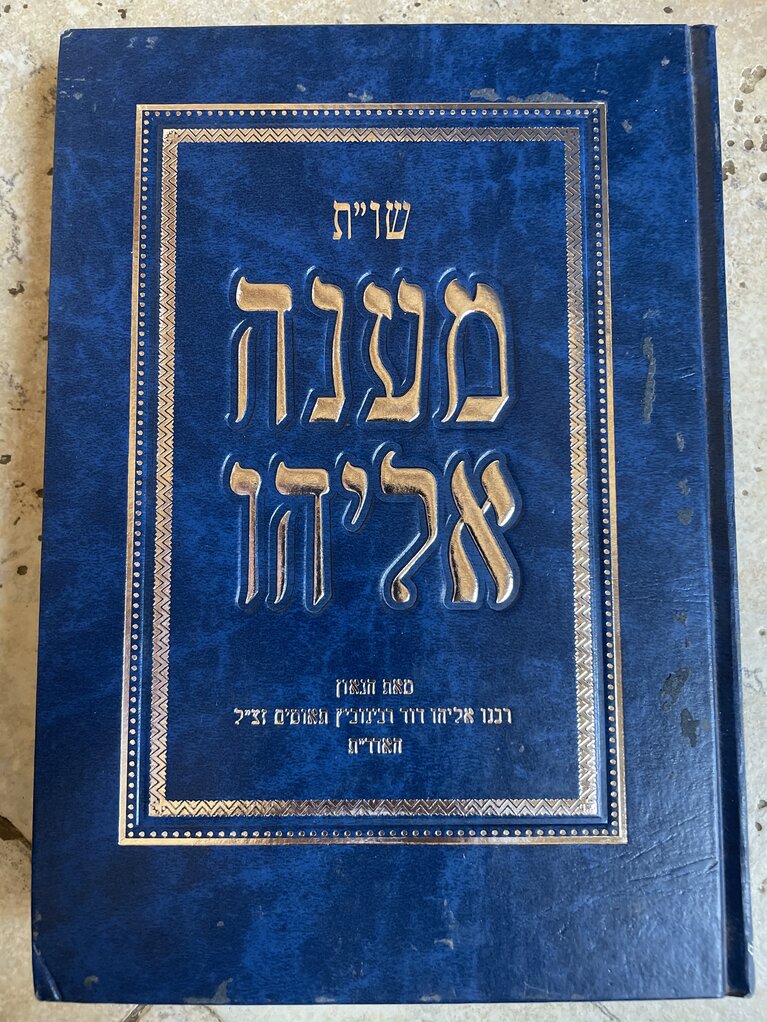 שו״ת
מענה
אליהו
מאת הגאון
רבנו אליהו דוד רבינוביץ תאומים זצ״ל
האדר״ת